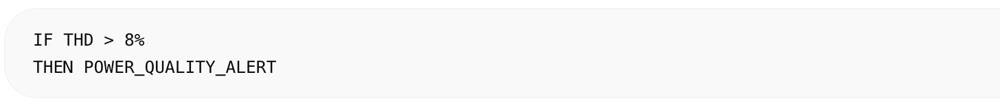 IF THD > 8%
THEN POWER_QUALITY_ALERT